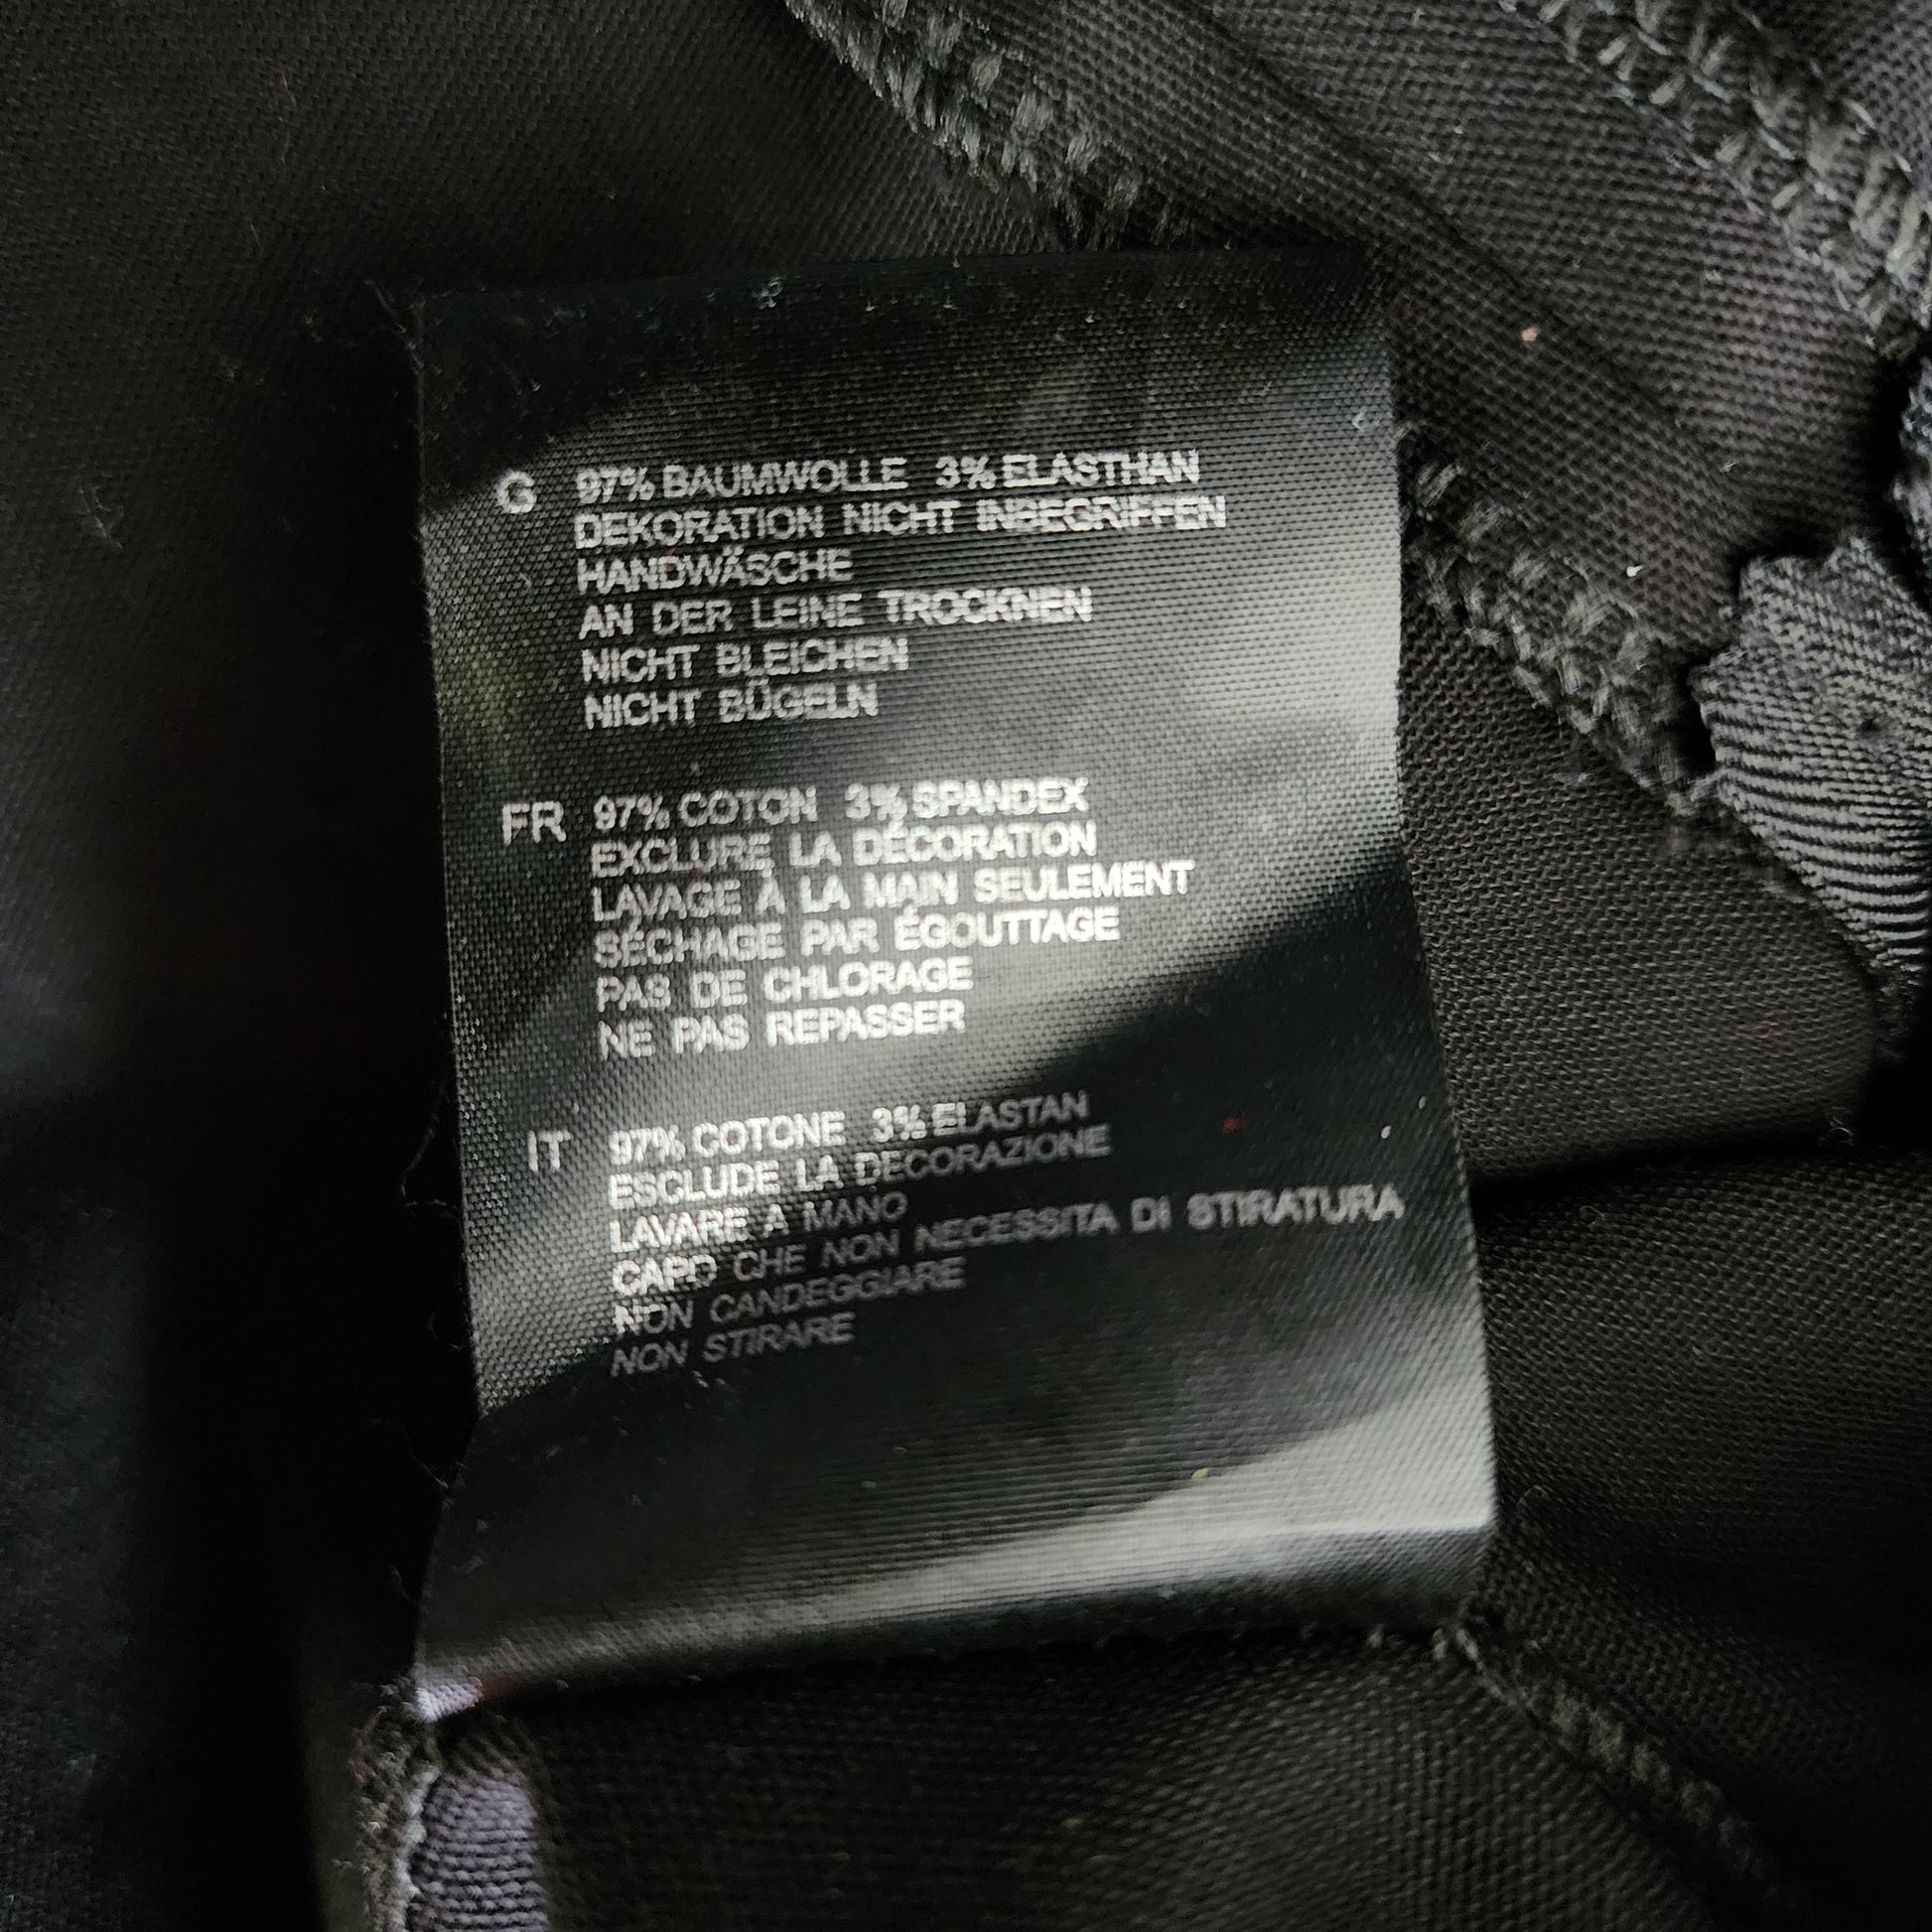 G 97% BAUMWOLLE 3% ELASTHAN
DEKORATION NICHT INBEGRIFFEN
HANDWÄSCHE
AN DER LEINE TROCKNEN
NICHT BLEICHEN
NICHT BÜGELN
FR 97% COTON 3% SPANDEX
EXCLURE LA DÉCORATION
LAVAGE À LA MAIN SEULEMENT
SÉCHAGE PAR ÉGOUTTAGE
PAS DE CHLORAGE
NE PAS REPASSER
IT 97% COTONE 3% ELASTAN
ESCLUDE LA DECORAZIONE
LAVARE A MANO
CAPO CHE NON NECESSITA DI STIRATURA
NON CANDEGGIARE
NON STIRARE